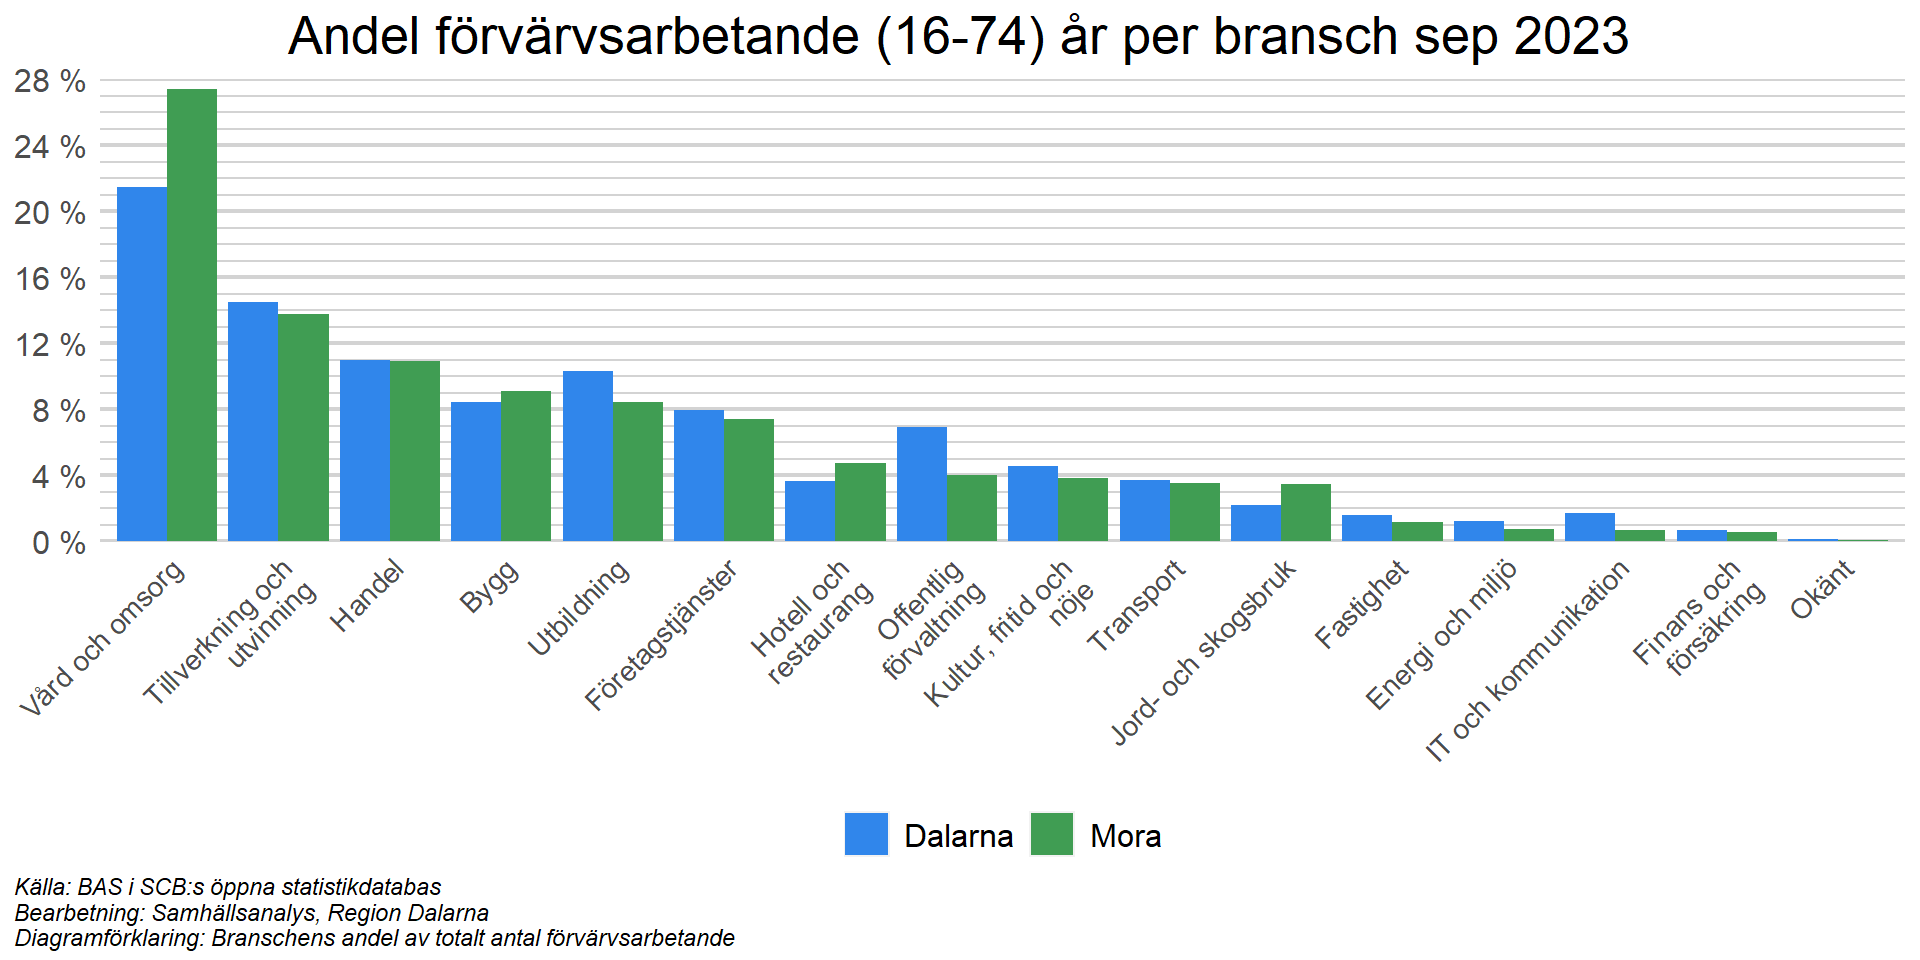 Andel förvärvsarbetande (16-74) år per bransch sep 2023
28 %
24 %
20 %
16 %
12 %
8 %
4 %
0 %
Vård och omsorg
Tillverkning och
utvinning
Handel
Bygg
Utbildning
Företagstjänster
Hotell och
restaurang
Offentlig
förvaltning
Kultur, fritid och
nöje
Transport
Jord- och skogsbruk
Fastighet
Energi och miljö
IT och kommunikation
Finans och
försäkring
Okänt
Dalarna
Mora
Källa: BAS i SCB:s öppna statistikdatabas
Bearbetning: Samhällsanalys, Region Dalarna
Diagramförklaring: Branschens andel av totalt antal förvärvsarbetande